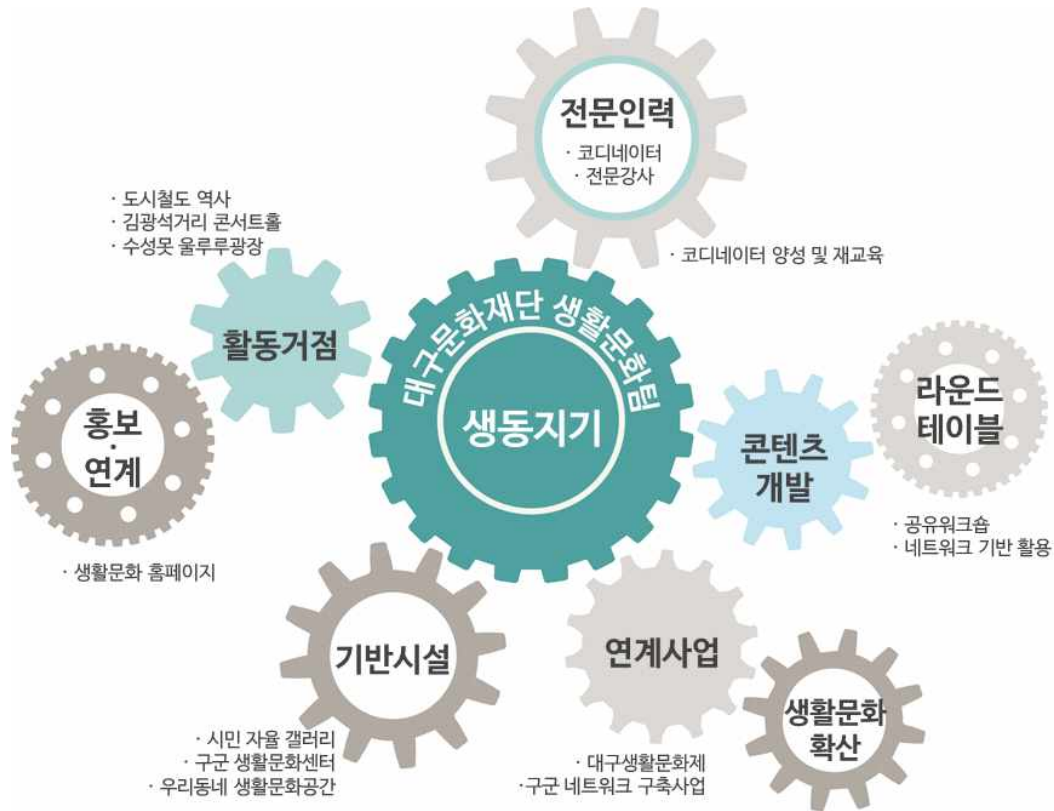 전문인력
· 코디네이터
· 전문강사
· 코디네이터 양성 및 재교육
· 도시철도 역사
· 김광석거리 콘서트홀
· 수성못 울루루광장
활동거점
대구문화재단 생활문화팀
생동지기
홍보
·
연계
· 생활문화 홈페이지
콘텐츠
개발
라운드
테이블
· 공유워크숍
· 네트워크 기반 활용
기반시설
· 시민 자율 갤러리
· 구군 생활문화센터
· 우리동네 생활문화공간
연계사업
· 대구생활문화제
·구군 네트워크 구축사업
생활문화
확산